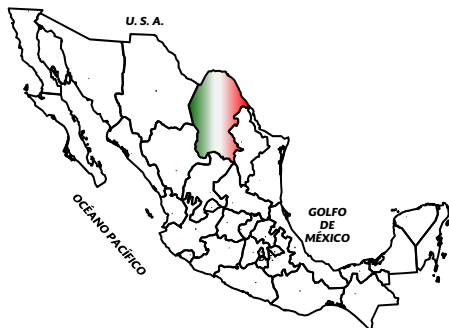 U. S. A.
GOLFO
DE
MÉXICO
OCÉANO PACÍFICO